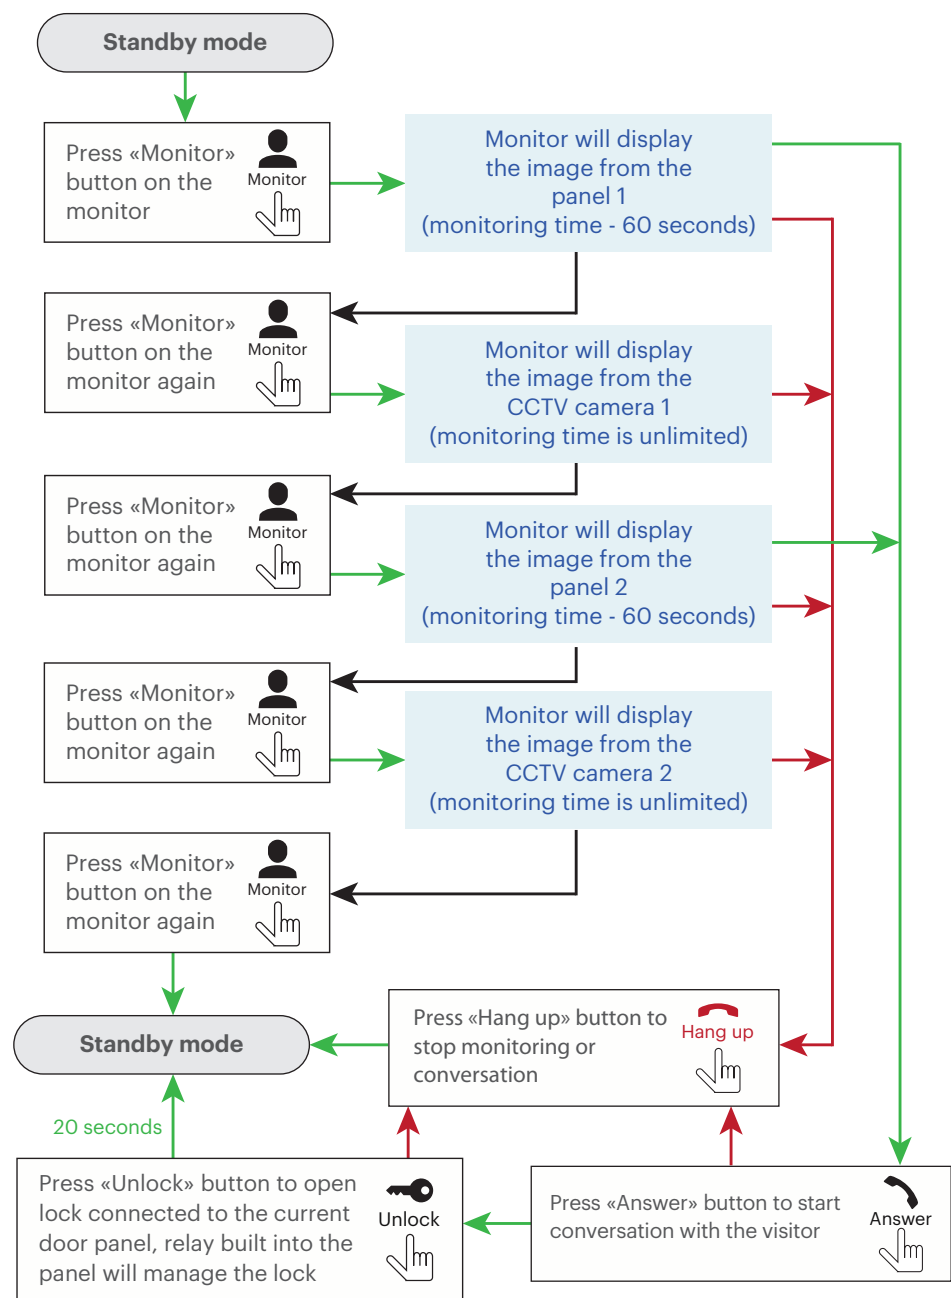 Standby mode
Press «Monitor»
button on the
monitor
Monitor
Monitor will display
the image from the
panel 1
(monitoring time - 60 seconds)
Press «Monitor»
button on the
monitor again
Monitor
Monitor will display
the image from the
CCTV camera 1
(monitoring time is unlimited)
Press «Monitor»
button on the
monitor again
Monitor
Monitor will display
the image from the
panel 2
(monitoring time - 60 seconds)
Press «Monitor»
button on the
monitor again
Monitor
Monitor will display
the image from the
CCTV camera 2
(monitoring time is unlimited)
Press «Monitor»
button on the
monitor again
Monitor
Standby mode
Press «Hang up» button to
stop monitoring or
conversation
Hang up
20 seconds
Press «Unlock» button to open
lock connected to the current
door panel, relay built into the
panel will manage the lock
Unlock
Press «Answer» button to start
conversation with the visitor
Answer